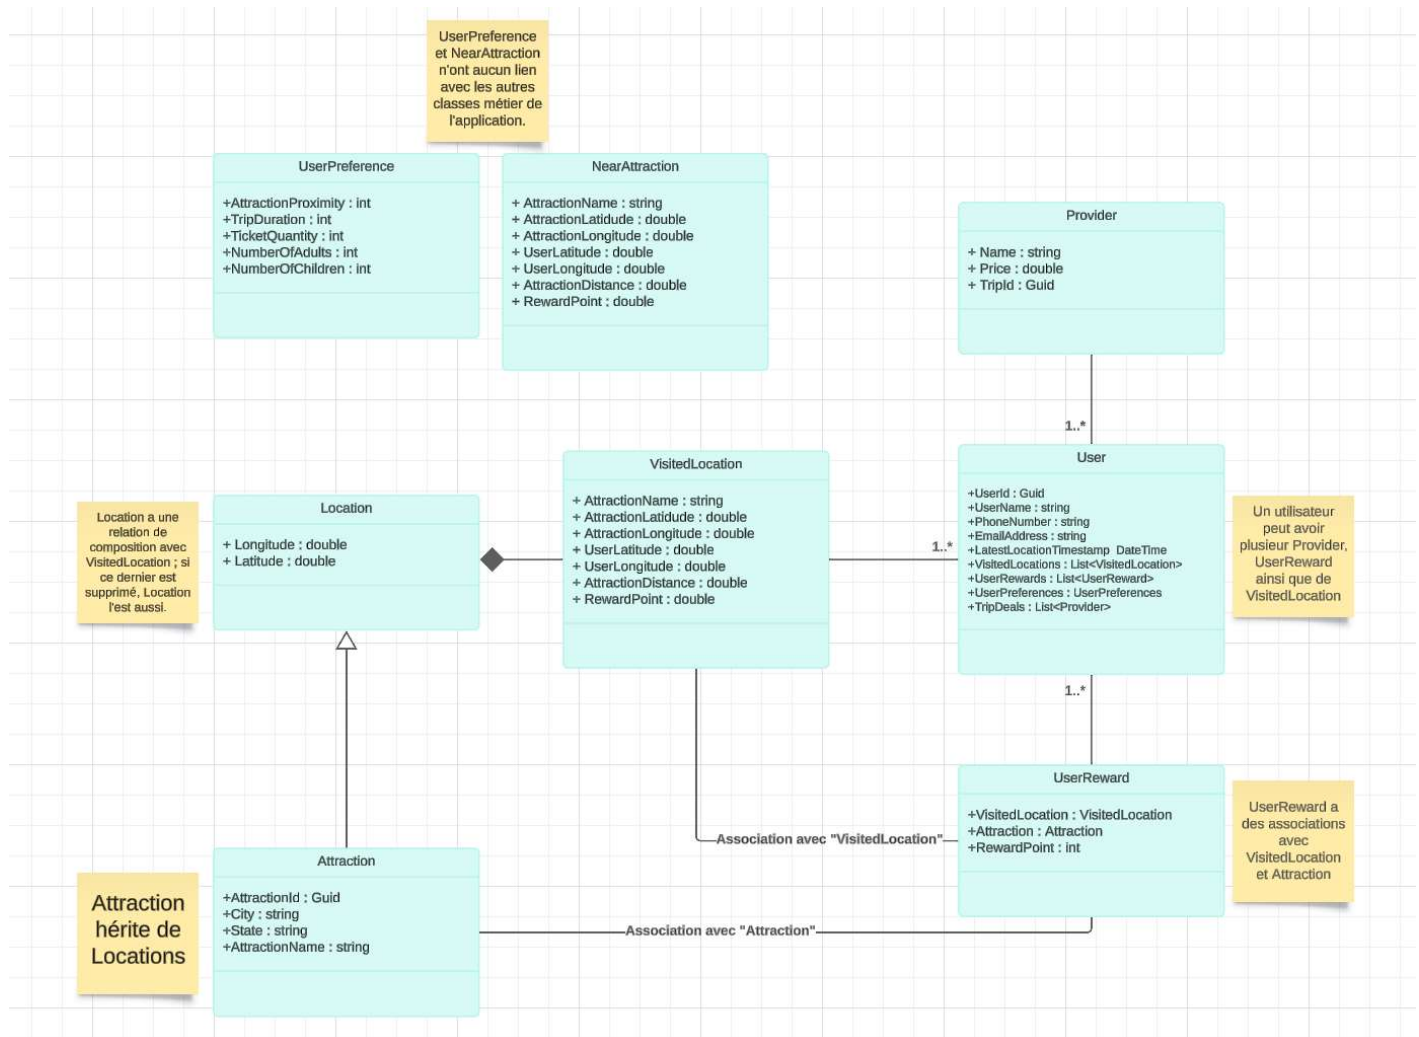 UserPreference
et NearAttraction
n'ont aucun lien
avec les autres
classes métier de
l'application.
UserPreference
+AttractionProximity : int
+TripDuration : int
+TicketQuantity : int
+NumberOfAdults : int
+NumberOfChildren : int
NearAttraction
+ AttractionName : string
+ AttractionLatidude : double
+ AttractionLongitude : double
+ UserLatitude : double
+ UserLongitude : double
+ AttractionDistance : double
+ RewardPoint : double
Provider
+ Name : string
+ Price : double
+ TripId : Guid
1..*
Location a une
relation de
composition avec
VisitedLocation ; si
ce dernier est
supprimé, Location
l'est aussi.
Location
+ Longitude : double
+ Latitude : double
VisitedLocation
+ AttractionName : string
+ AttractionLatidude : double
+ AttractionLongitude : double
+ UserLatitude : double
+ UserLongitude : double
+ AttractionDistance : double
+ RewardPoint : double
1..*
User
+UserId : Guid
+UserName : string
+PhoneNumber : string
+EmailAddress : string
+LatestLocationTimestamp DateTime
+VisitedLocations : List<VisitedLocation>
+UserRewards : List<UserReward>
+UserPreferences : UserPreferences
+TripDeals : List<Provider>
Un utilisateur
peut avoir
plusieur Provider,
UserReward
ainsi que de
VisitedLocation
1..*
UserReward
+VisitedLocation : VisitedLocation
+Attraction : Attraction
+RewardPoint : int
UserReward a
des associations
avec
VisitedLocation
et Attraction
Association avec "VisitedLocation"
Attraction
hérite de
Locations
Attraction
+AttractionId : Guid
+City : string
+State : string
+AttractionName : string
Association avec "Attraction"